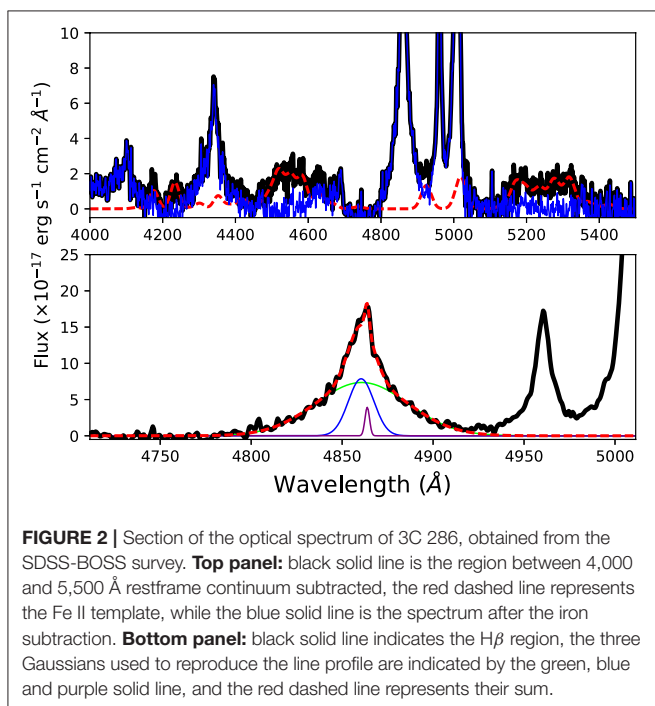 10
8
6
4
2
0
4000 4200 4400 4600 4800 5000 5200 5400
25
20
15
10
5
0
4750 4800 4850 4900 4950 5000
Flux (×10⁻¹⁷ erg s⁻¹ cm⁻² Å⁻¹)
Wavelength (Å)
FIGURE 2 | Section of the optical spectrum of 3C 286, obtained from the
SDSS-BOSS survey. Top panel: black solid line is the region between 4,000
and 5,500 Å restframe continuum subtracted, the red dashed line represents
the Fe II template, while the blue solid line is the spectrum after the iron
subtraction. Bottom panel: black solid line indicates the Hβ region, the three
Gaussians used to reproduce the line profile are indicated by the green, blue
and purple solid line, and the red dashed line represents their sum.